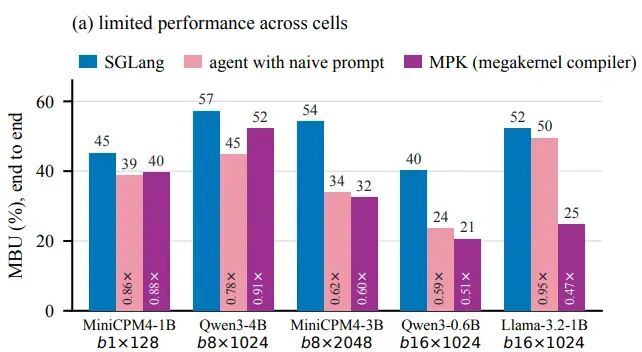 (a) limited performance across cells
SGLang agent with naive prompt MPK (megakernel compiler)
MBU (%), end to end
60
40
20
0
45 39 40
57 45 52
54 34 32
40 24 21
52 50 25
0.86× 0.88×
0.78× 0.91×
0.62× 0.60×
0.59× 0.51×
0.95× 0.47×
MiniCPM4-1B Qwen3-4B MiniCPM4-3B Qwen3-0.6B Llama-3.2-1B
b1×128 b8×1024 b8×2048 b16×1024 b16×1024